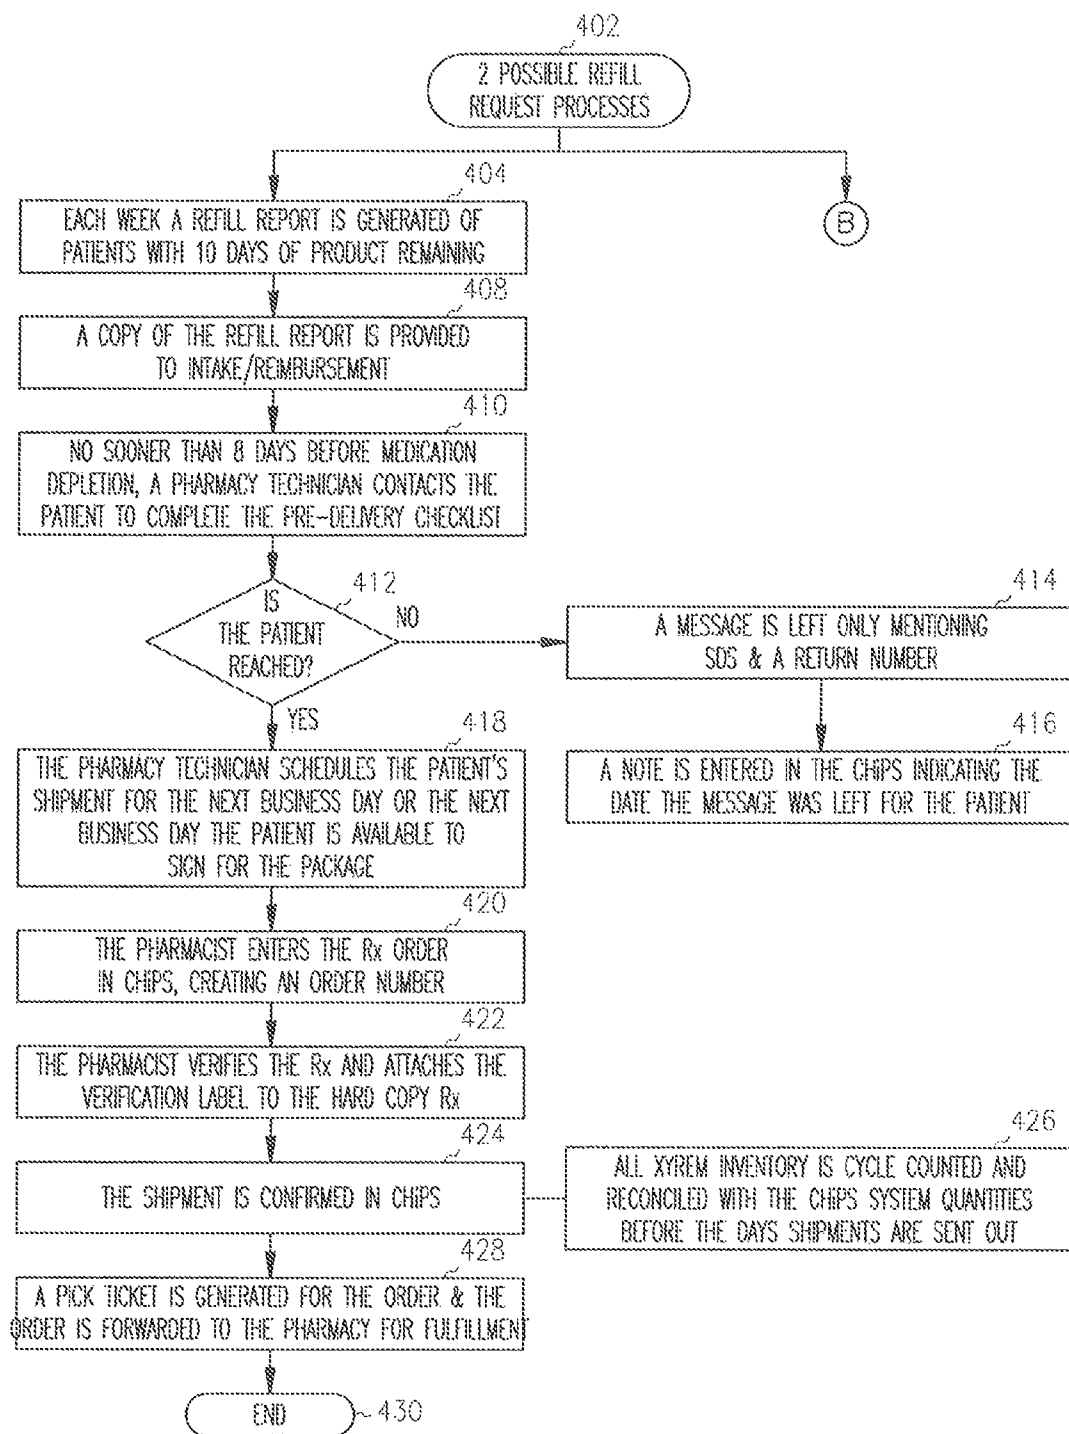 402
2 POSSIBLE REFILL
REQUEST PROCESSES
404
EACH WEEK A REFILL REPORT IS GENERATED OF
PATIENTS WITH 10 DAYS OF PRODUCT REMAINING
B
408
A COPY OF THE REFILL REPORT IS PROVIDED
TO INTAKE/REIMBURSEMENT
410
NO SOONER THAN 8 DAYS BEFORE MEDICATION
DEPLETION, A PHARMACY TECHNICIAN CONTACTS THE
PATIENT TO COMPLETE THE PRE-DELIVERY CHECKLIST
412
IS
THE PATIENT
REACHED?
NO
414
A MESSAGE IS LEFT ONLY MENTIONING
SDS & A RETURN NUMBER
416
A NOTE IS ENTERED IN THE CHIPS INDICATING THE
DATE THE MESSAGE WAS LEFT FOR THE PATIENT
YES
418
THE PHARMACY TECHNICIAN SCHEDULES THE PATIENT'S
SHIPMENT FOR THE NEXT BUSINESS DAY OR THE NEXT
BUSINESS DAY THE PATIENT IS AVAILABLE TO
SIGN FOR THE PACKAGE
420
THE PHARMACIST ENTERS THE Rx ORDER
IN CHIPS, CREATING AN ORDER NUMBER
422
THE PHARMACIST VERIFIES THE Rx AND ATTACHES THE
VERIFICATION LABEL TO THE HARD COPY Rx
424
THE SHIPMENT IS CONFIRMED IN CHIPS
426
ALL XYREM INVENTORY IS CYCLE COUNTED AND
RECONCILED WITH THE CHIPS SYSTEM QUANTITIES
BEFORE THE DAYS SHIPMENTS ARE SENT OUT
428
A PICK TICKET IS GENERATED FOR THE ORDER & THE
ORDER IS FORWARDED TO THE PHARMACY FOR FULFILLMENT
END
430